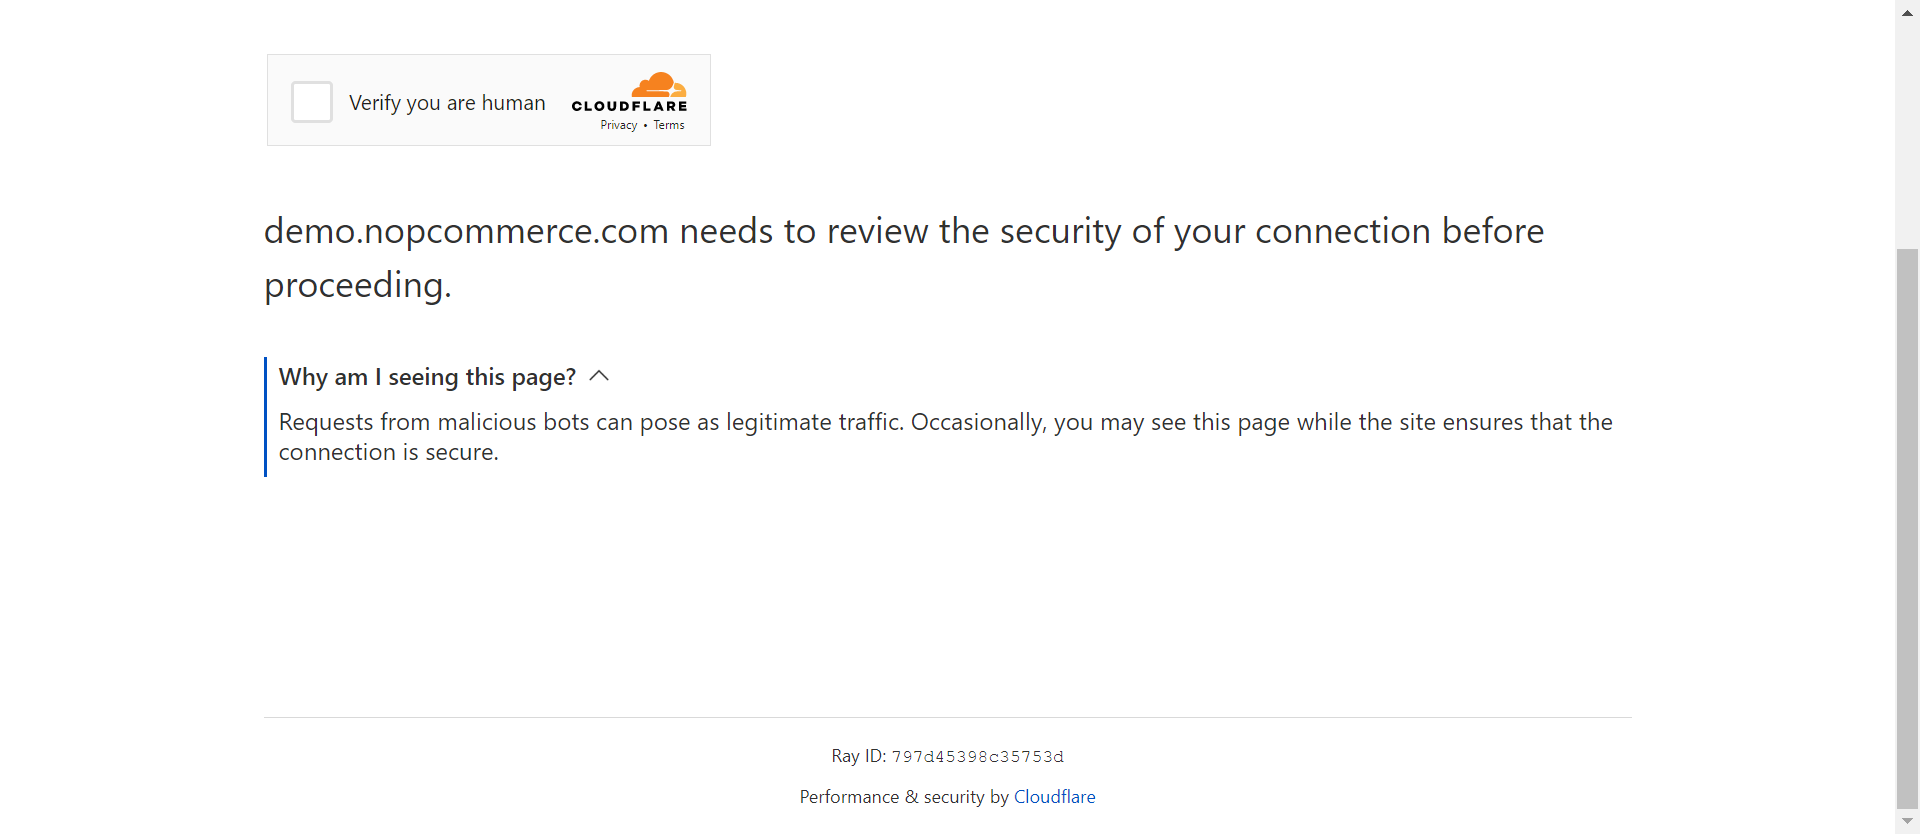 Verify you are human
CLOUDFLARE
Privacy • Terms
demo.nopcommerce.com needs to review the security of your connection before
proceeding.
Why am I seeing this page?
Requests from malicious bots can pose as legitimate traffic. Occasionally, you may see this page while the site ensures that the
connection is secure.
Ray ID: 797d45398c35753d
Performance & security by Cloudflare